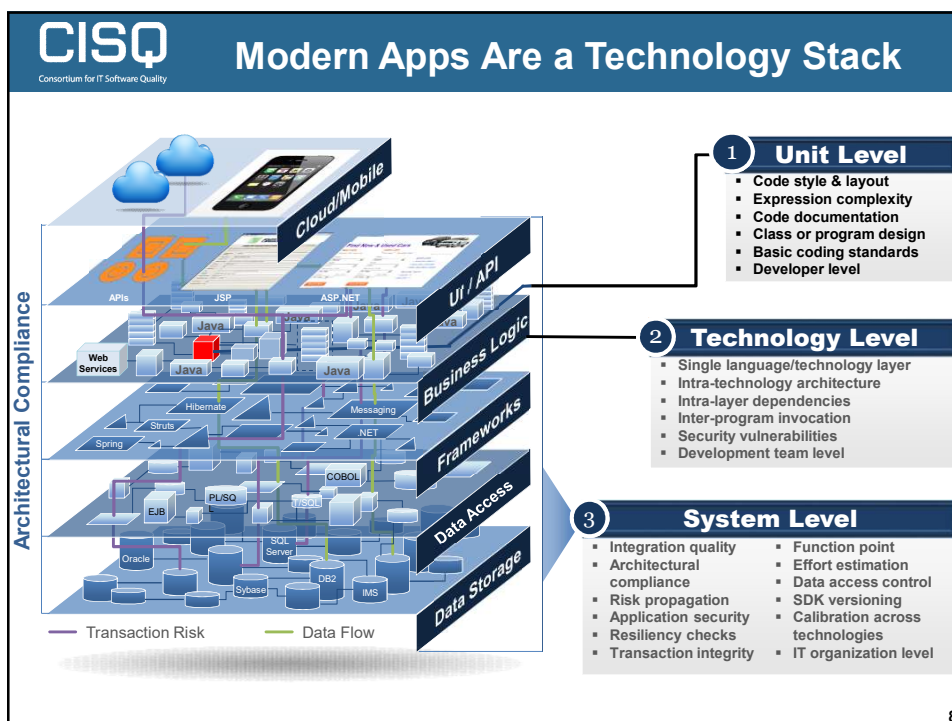 CISQ
Consortium for IT Software Quality
Modern Apps Are a Technology Stack
Architectural Compliance
Cloud/Mobile
UI / API
APIs
JSP
ASP.NET
Business Logic
Java
Java
Java
Java
Java
Java
Web
Services
Frameworks
Hibernate
Messaging
Struts
.NET
Spring
Data Access
COBOL
PL/SQ
L
T/SQL
EJB
Data Storage
SQL
Server
Oracle
DB2
Sybase
IMS
Transaction Risk
Data Flow
1 Unit Level
▪ Code style & layout
▪ Expression complexity
▪ Code documentation
▪ Class or program design
▪ Basic coding standards
▪ Developer level
2 Technology Level
▪ Single language/technology layer
▪ Intra-technology architecture
▪ Intra-layer dependencies
▪ Inter-program invocation
▪ Security vulnerabilities
▪ Development team level
3 System Level
▪ Integration quality
▪ Architectural
compliance
▪ Risk propagation
▪ Application security
▪ Resiliency checks
▪ Transaction integrity
▪ Function point
▪ Effort estimation
▪ Data access control
▪ SDK versioning
▪ Calibration across
technologies
▪ IT organization level